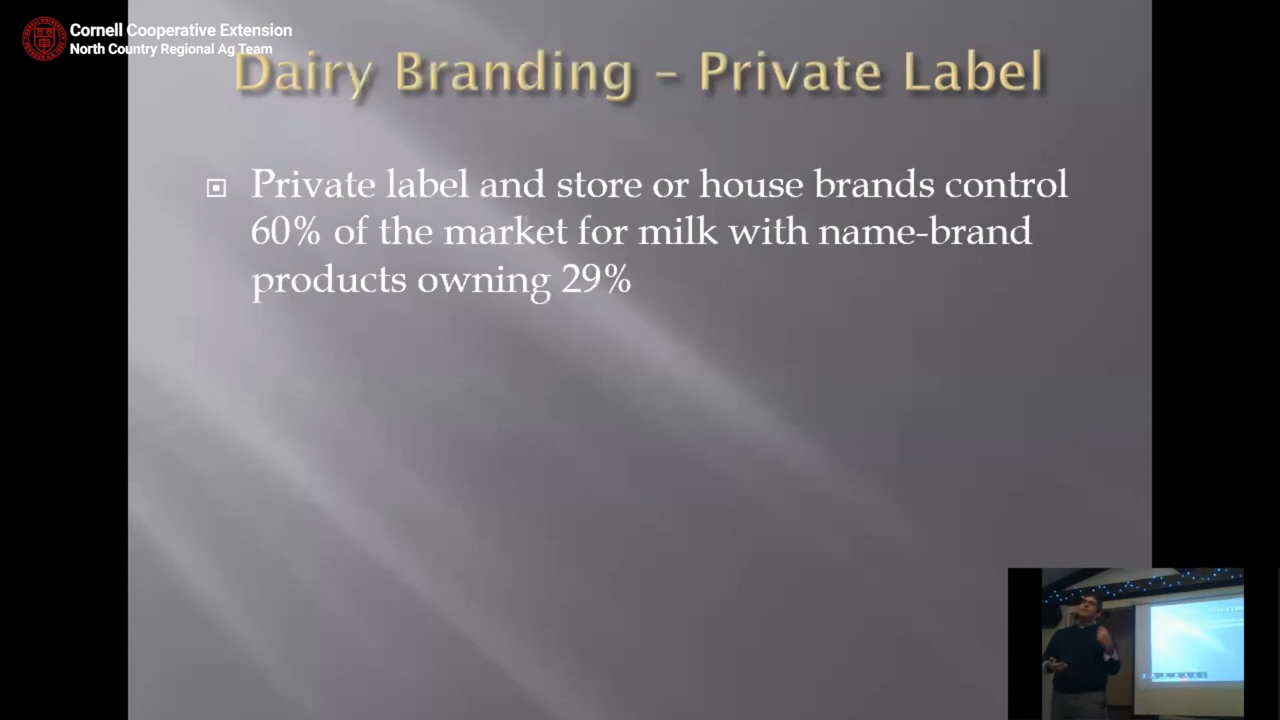 Cornell Cooperative Extension
North Country Regional Ag Team
Dairy Branding – Private Label
Private label and store or house brands control
60% of the market for milk with name-brand
products owning 29%